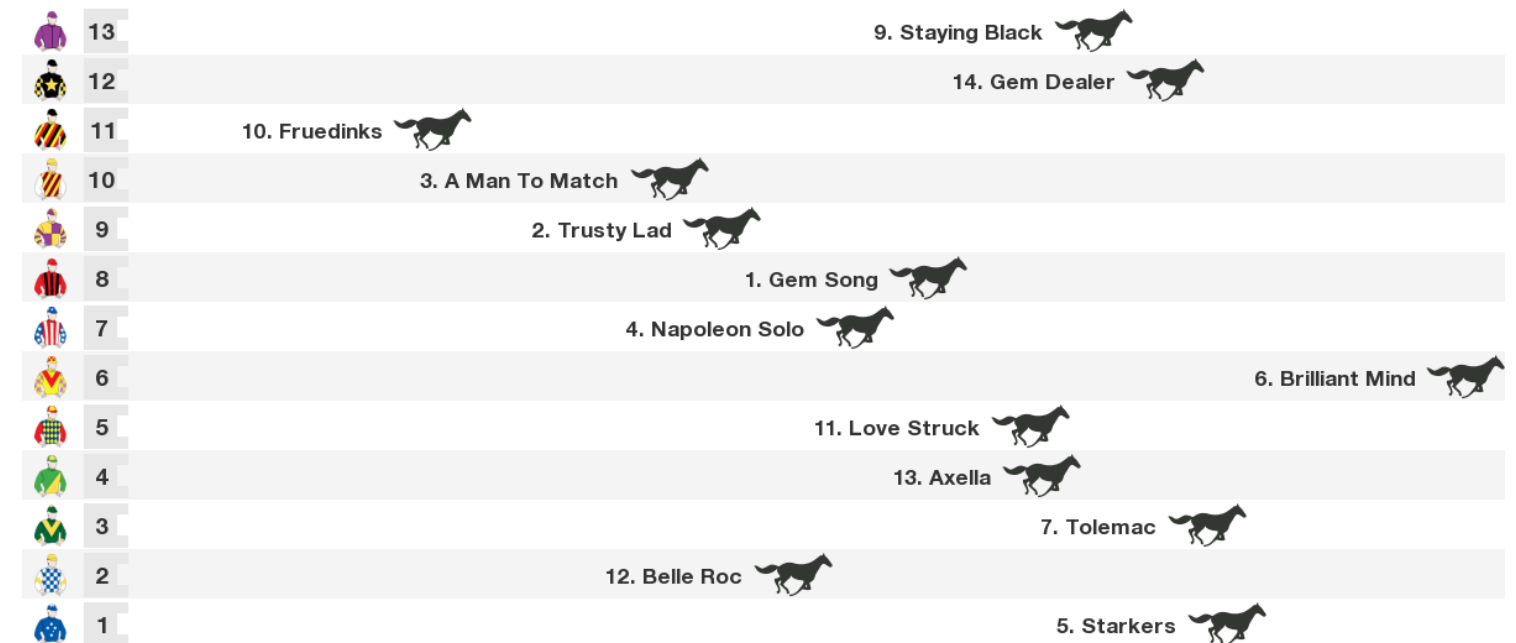 13 9. Staying Black
12 14. Gem Dealer
11 10. Fruedinks
10 3. A Man To Match
9 2. Trusty Lad
8 1. Gem Song
7 4. Napoleon Solo
6 6. Brilliant Mind
5 11. Love Struck
4 13. Axella
3 7. Tolemac
2 12. Belle Roc
1 5. Starkers